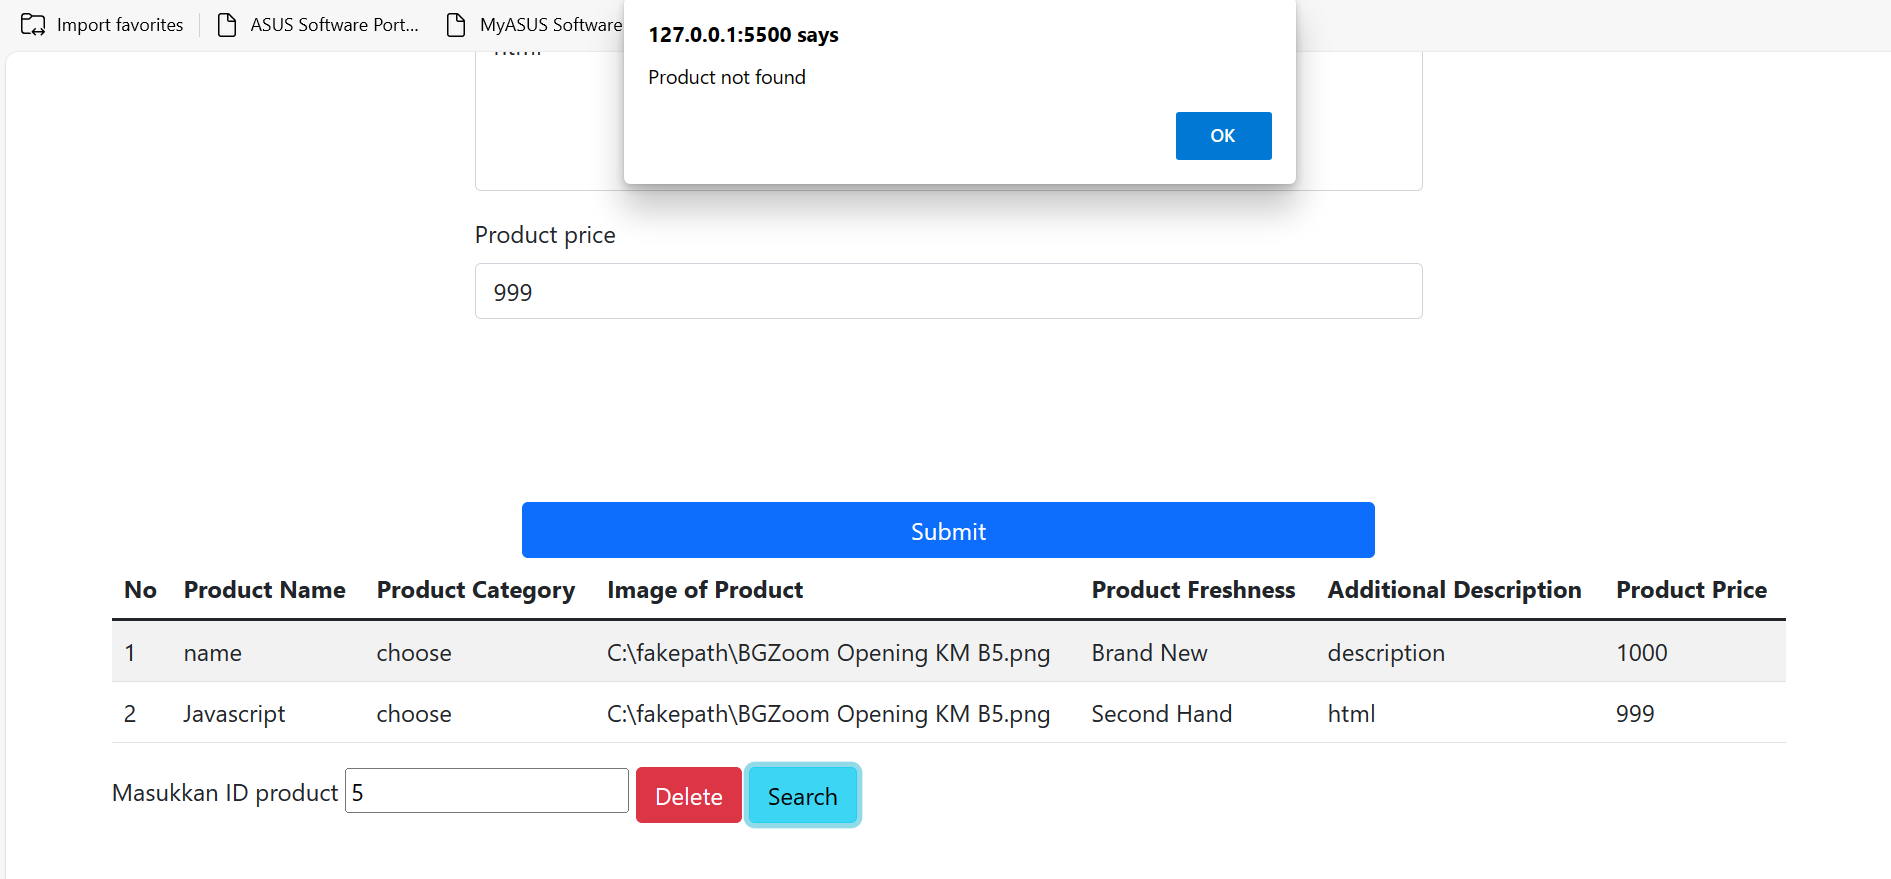 Import favorites
ASUS Software Port...
MyASUS Software
127.0.0.1:5500 says
Product not found
OK
Product price
999
Submit
No Product Name Product Category Image of Product Product Freshness Additional Description Product Price
1 name choose C:\fakepath\BGZoom Opening KM B5.png Brand New description 1000
2 Javascript choose C:\fakepath\BGZoom Opening KM B5.png Second Hand html 999
Masukkan ID product 5 Delete Search